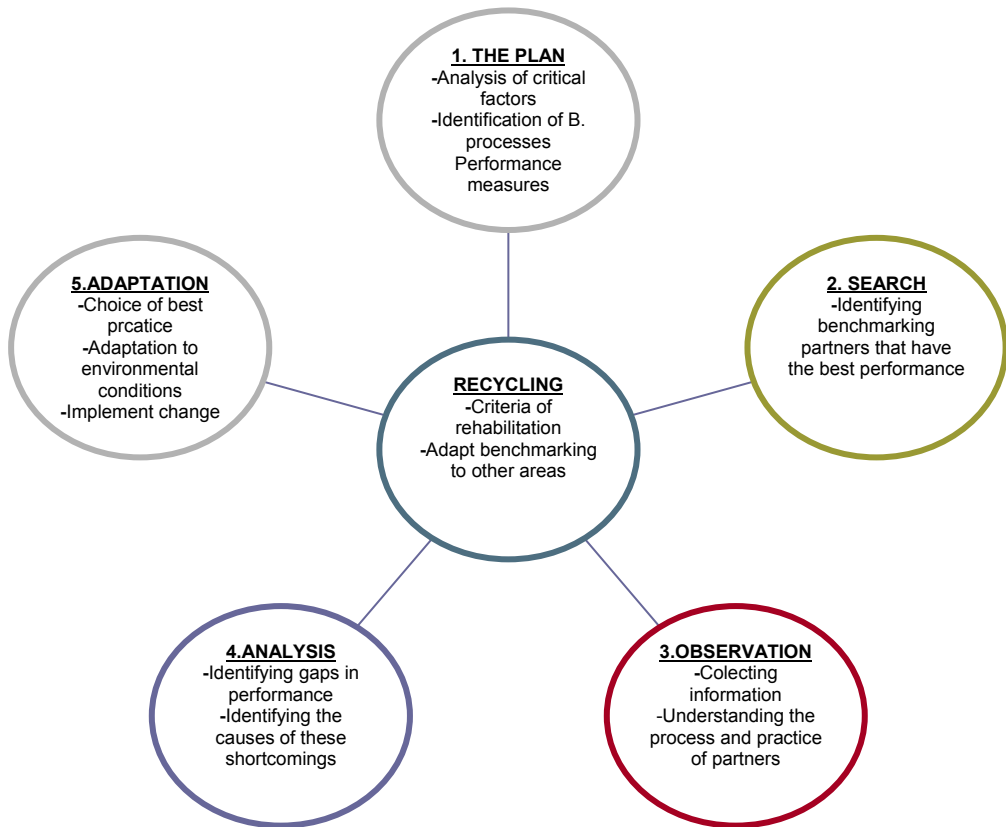 1. THE PLAN
-Analysis of critical
factors
-Identification of B.
processes
Performance
measures
2. SEARCH
-Identifying
benchmarking
partners that have
the best performance
3.OBSERVATION
-Colecting
information
-Understanding the
process and practice
of partners
4.ANALYSIS
-Identifying gaps in
performance
-Identifying the
causes of these
shortcomings
5.ADAPTATION
-Choice of best
prcatice
-Adaptation to
environmental
conditions
-Implement change
RECYCLING
-Criteria of
rehabilitation
-Adapt benchmarking
to other areas